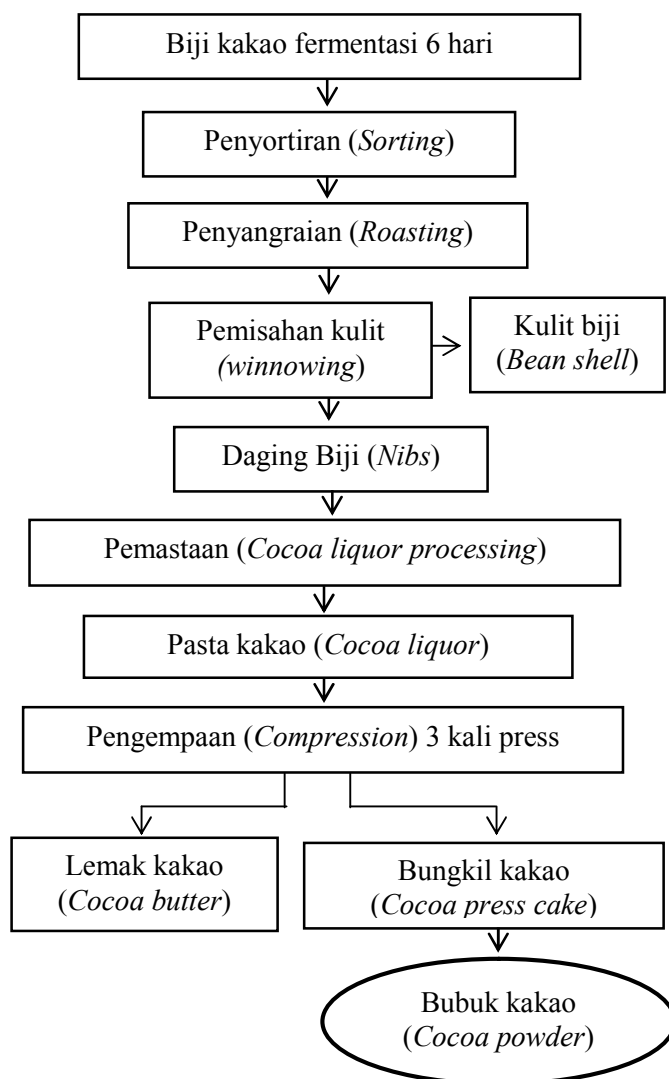 Biji kakao fermentasi 6 hari
Penyortiran (Sorting)
Penyangraian (Roasting)
Pemisahan kulit
(winnowing)
Kulit biji
(Bean shell)
Daging Biji (Nibs)
Pemastaan (Cocoa liquor processing)
Pasta kakao (Cocoa liquor)
Pengempaan (Compression) 3 kali press
Lemak kakao
(Cocoa butter)
Bungkil kakao
(Cocoa press cake)
Bubuk kakao
(Cocoa powder)